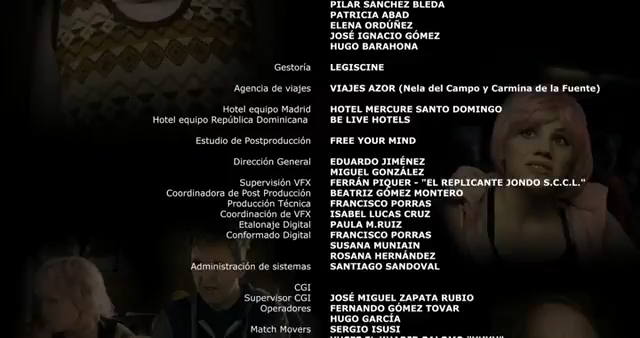 PILAR SÁNCHEZ BLEDA
PATRICIA ABAD
ELENA ORDÚÑEZ
JOSÉ IGNACIO GÓMEZ
HUGO BARAHONA
Gestoría LEGISCINE
Agencia de viajes VIAJES AZOR (Nela del Campo y Carmina de la Fuente)
Hotel equipo Madrid HOTEL MERCURE SANTO DOMINGO
Hotel equipo República Dominicana BE LIVE HOTELS
Estudio de Postproducción FREE YOUR MIND
Dirección General EDUARDO JIMÉNEZ
MIGUEL GONZÁLEZ
Supervisión VFX FERRÁN PIQUER - "EL REPLICANTE JONDO S.C.C.L."
Coordinadora de Post Producción BEATRIZ GÓMEZ MONTERO
Producción Técnica FRANCISCO PORRAS
Coordinación de VFX ISABEL LUCAS CRUZ
Etalonaje Digital PAULA M.RUIZ
Conformado Digital FRANCISCO PORRAS
SUSANA MUNIAIN
ROSANA HERNÁNDEZ
Administración de sistemas SANTIAGO SANDOVAL
CGI
Supervisor CGI JOSÉ MIGUEL ZAPATA RUBIO
Operadores FERNANDO GÓMEZ TOVAR
HUGO GARCÍA
Match Movers SERGIO ISUSI